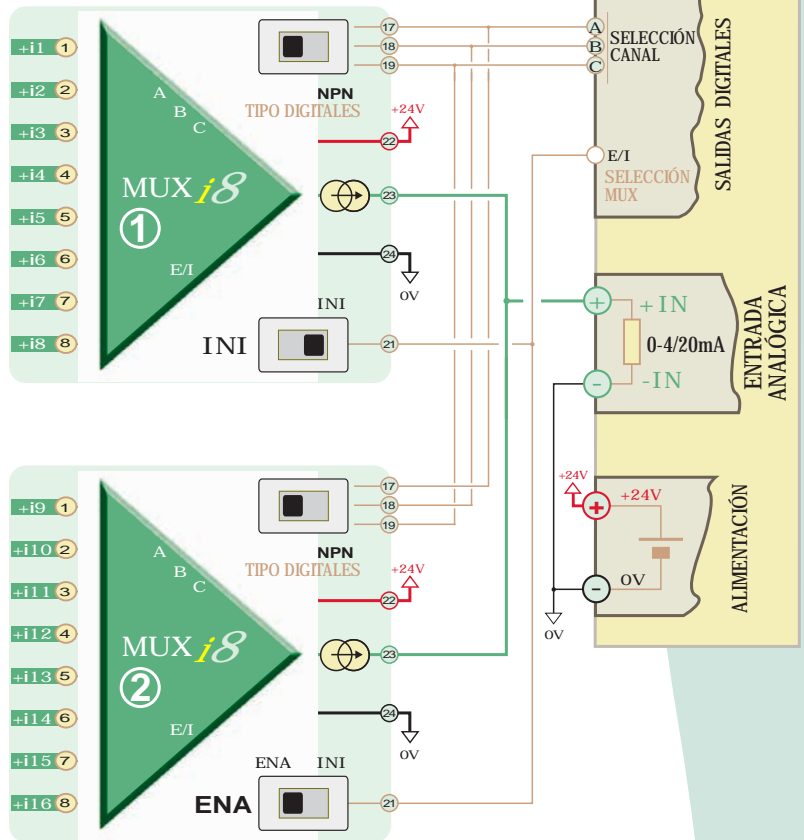 +i1 1
+i2 2
+i3 3
+i4 4
+i5 5
+i6 6
+i7 7
+i8 8
A
B
C
MUX i8
1
E/I
17
18
19
NPN
TIPO DIGITALES
+24V
22
23
24
0V
INI
INI
21
+i9 1
+i10 2
+i11 3
+i12 4
+i13 5
+i14 6
+i15 7
+i16 8
A
B
C
MUX i8
2
E/I
17
18
19
NPN
TIPO DIGITALES
+24V
22
23
24
0V
ENA INI
ENA
21
A
B
C
SELECCIÓN
CANAL
E/I
SELECCIÓN
MUX
SALIDAS DIGITALES
+
+IN
0-4/20mA
-
-IN
ENTRADA
ANALÓGICA
+24V
+
+24V
-
0V
0V
ALIMENTACIÓN